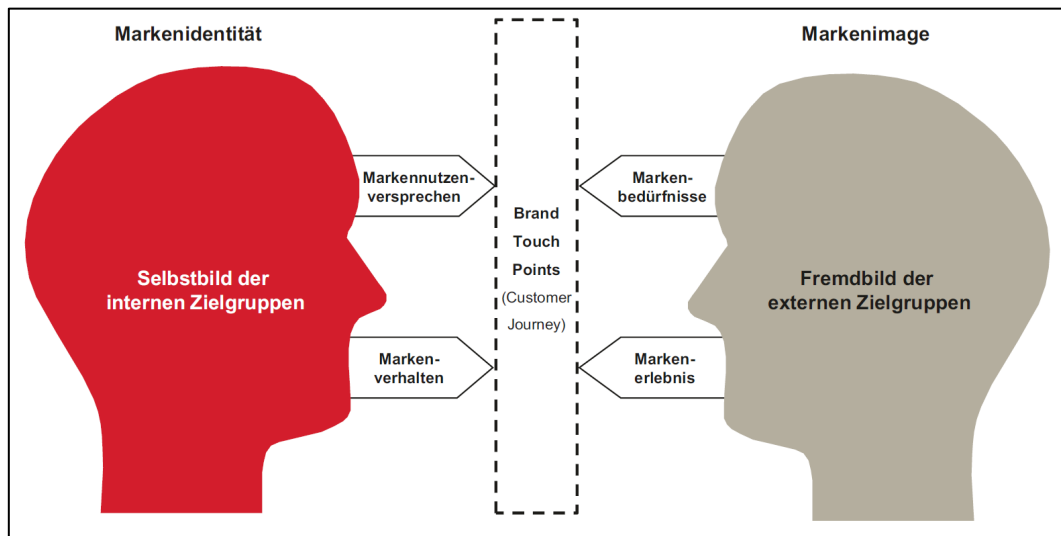 Markenidentität
Markenimage
Markennutzen-
versprechen
Marken-
bedürfnisse
Brand
Touch
Points
(Customer
Journey)
Selbstbild der
internen Zielgruppen
Fremdbild der
externen Zielgruppen
Marken-
verhalten
Marken-
erlebnis